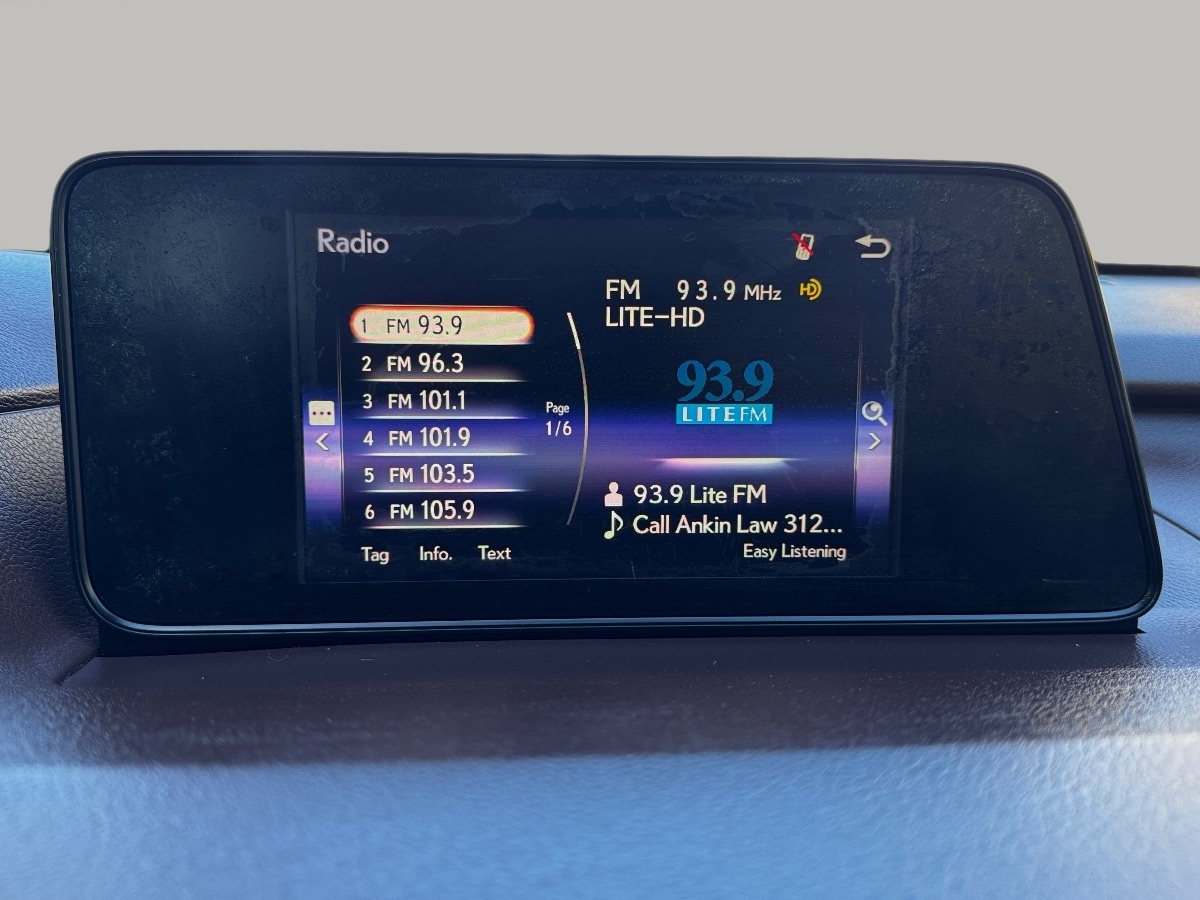 Radio
FM 93.9 MHz HD
LITE-HD
1 FM 93.9
2 FM 96.3
3 FM 101.1
4 FM 101.9
5 FM 103.5
6 FM 105.9
Page
1/6
93.9
LITE FM
93.9 Lite FM
Call Ankin Law 312...
Easy Listening
Tag Info. Text